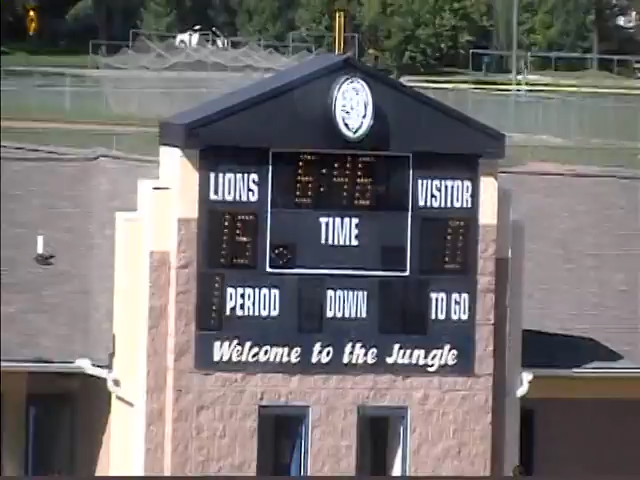 LIONS
VISITOR
TIME
PERIOD DOWN TO GO
Welcome to the Jungle